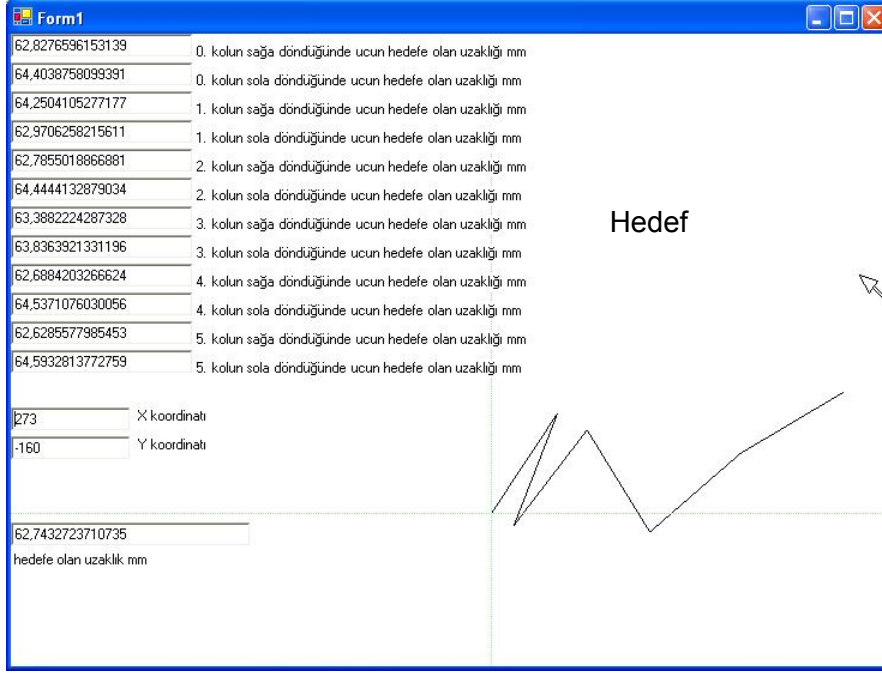 Form1
62,8276596153139 0. kolun sağa döndüğünde ucun hedefe olan uzaklığı mm
64,4038758099391 0. kolun sola döndüğünde ucun hedefe olan uzaklığı mm
64,2504105277177 1. kolun sağa döndüğünde ucun hedefe olan uzaklığı mm
62,9706258215611 1. kolun sola döndüğünde ucun hedefe olan uzaklığı mm
62,7855018866881 2. kolun sağa döndüğünde ucun hedefe olan uzaklığı mm
64,4444132879034 2. kolun sola döndüğünde ucun hedefe olan uzaklığı mm
63,3882224287328 3. kolun sağa döndüğünde ucun hedefe olan uzaklığı mm
Hedef
63,8363921331196 3. kolun sola döndüğünde ucun hedefe olan uzaklığı mm
62,6884203266624 4. kolun sağa döndüğünde ucun hedefe olan uzaklığı mm
64,5371076030056 4. kolun sola döndüğünde ucun hedefe olan uzaklığı mm
62,6285577985453 5. kolun sağa döndüğünde ucun hedefe olan uzaklığı mm
64,5932813772759 5. kolun sola döndüğünde ucun hedefe olan uzaklığı mm
273 X koordinatı
-160 Y koordinatı
62,7432723710735
hedefe olan uzaklık mm